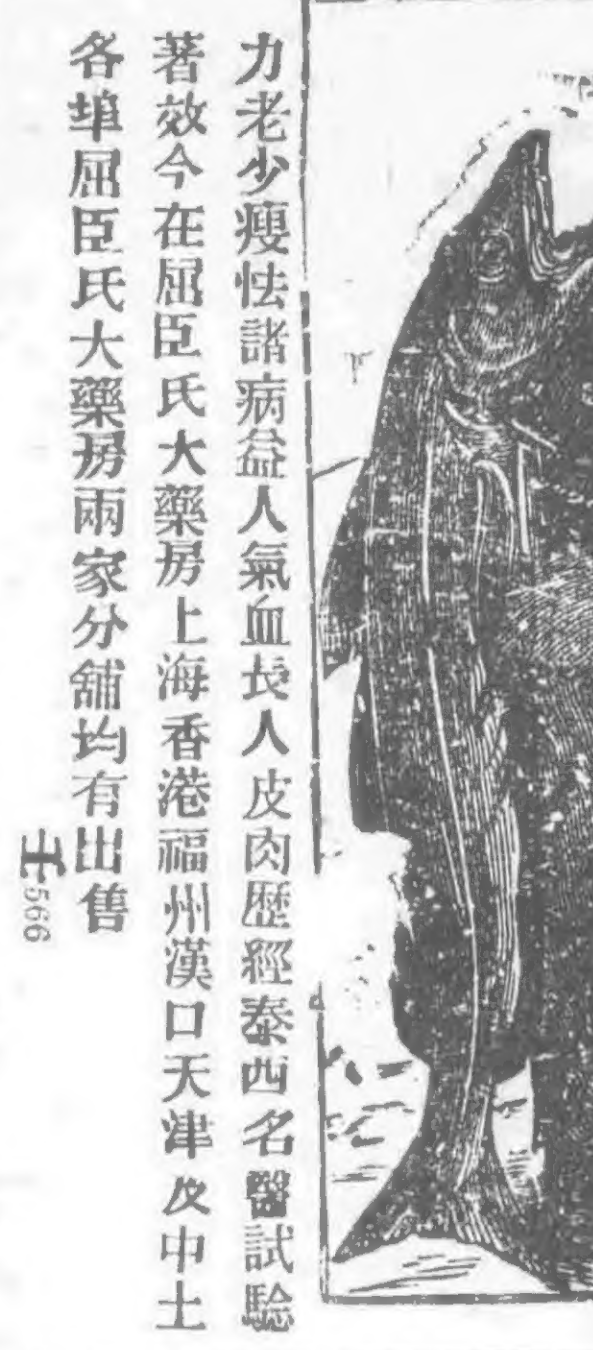 力老少瘦怯諸病益人氣血長人皮肉歷經泰西名醫試驗
著效今在屈臣氏大藥房上海香港福州漢口天津及中土
各埠屈臣氏大藥房兩家分舖均有出售
王566